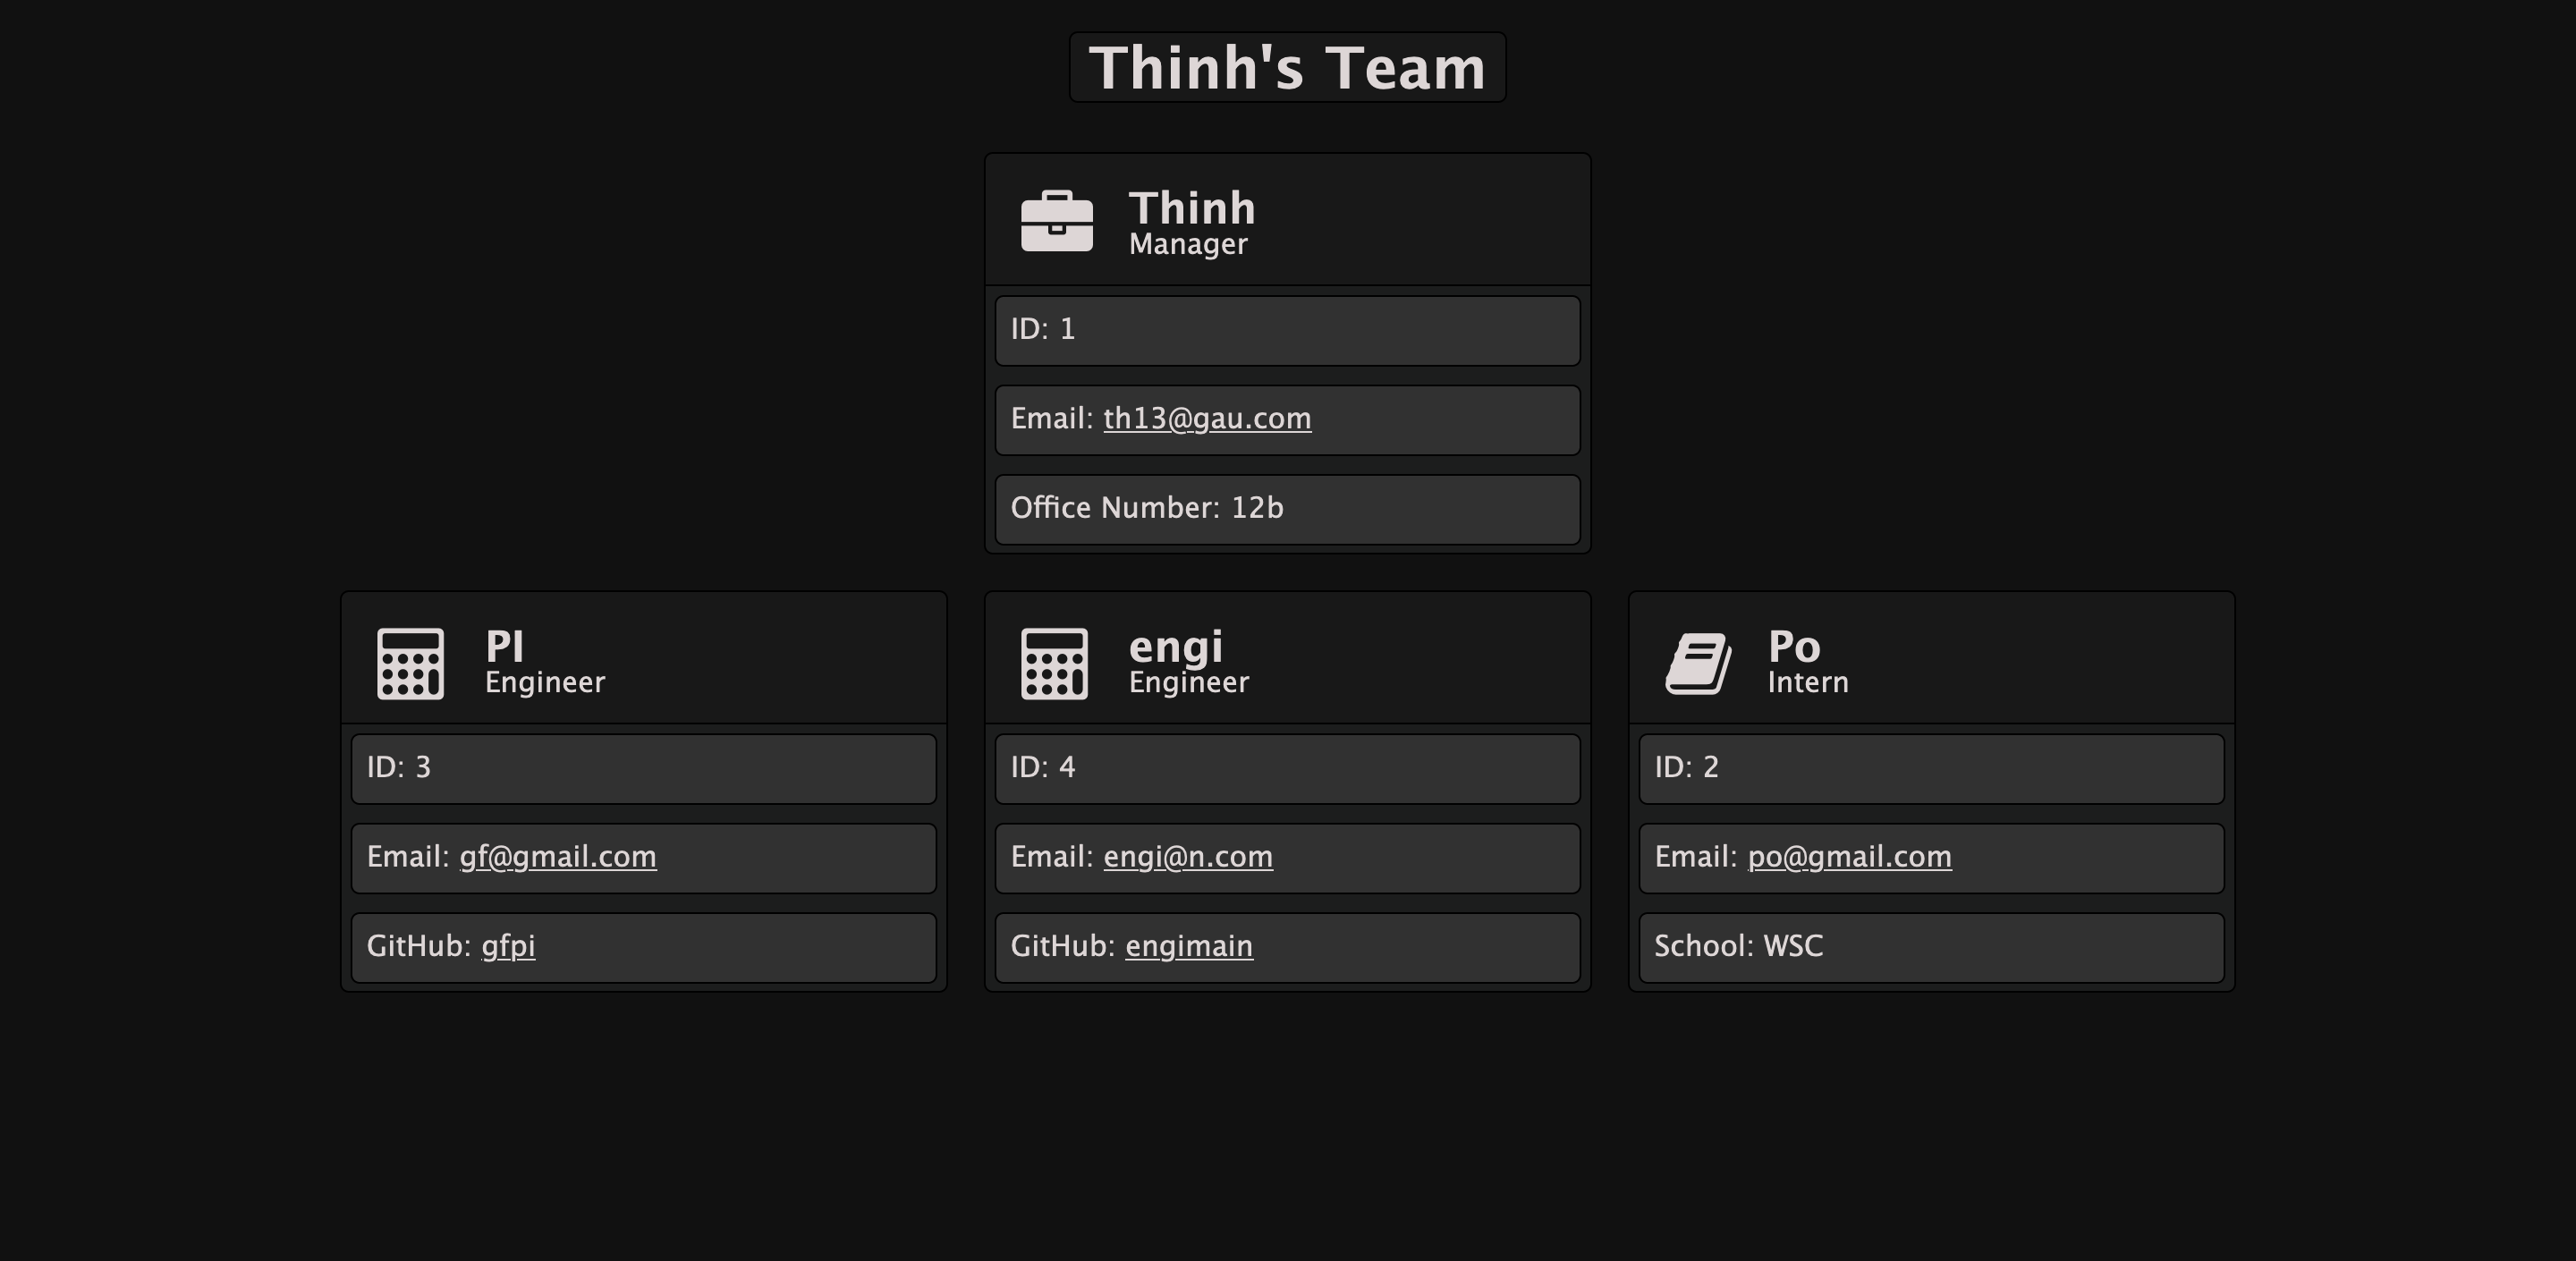 Thinh's Team
Thinh
Manager
ID: 1
Email: th13@gau.com
Office Number: 12b
PI
Engineer
ID: 3
Email: gf@gmail.com
GitHub: gfpi
engi
Engineer
ID: 4
Email: engi@n.com
GitHub: engimain
Po
Intern
ID: 2
Email: po@gmail.com
School: WSC